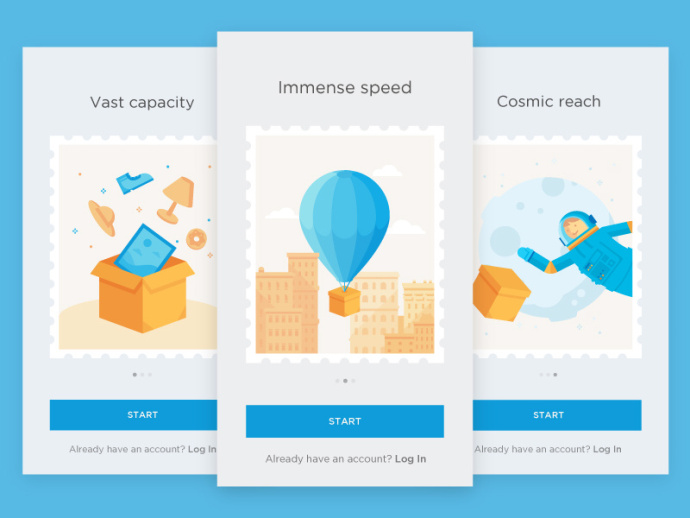 Vast capacity
START
Already have an account? Log In
Immense speed
START
Already have an account? Log In
Cosmic reach
START
Already have an account? Log In